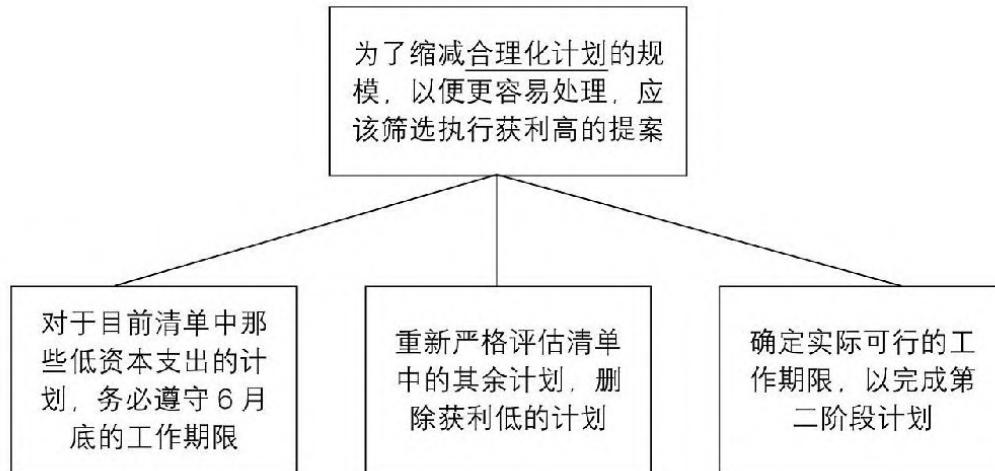 为了缩减合理化计划的规
模，以便更容易处理，应
该筛选执行获利高的提案
对于目前清单中那
些低资本支出的计
划，务必遵守6月
底的工作期限
重新严格评估清单
中的其余计划，删
除获利低的计划
确定实际可行的工
作期限，以完成第
二阶段计划